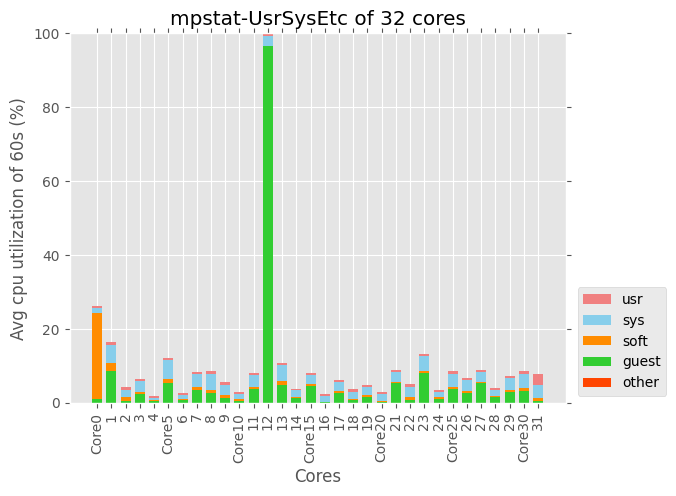 mpstat-UsrSysEtc of 32 cores
Avg cpu utilization of 60s (%)
100
80
60
40
20
0
Core0
1
2
3
4
Core5
6
7
8
9
Core10
11
12
13
14
Core15
16
17
18
19
Core20
21
22
23
24
Core25
26
27
28
29
Core30
31
Cores
usr
sys
soft
guest
other